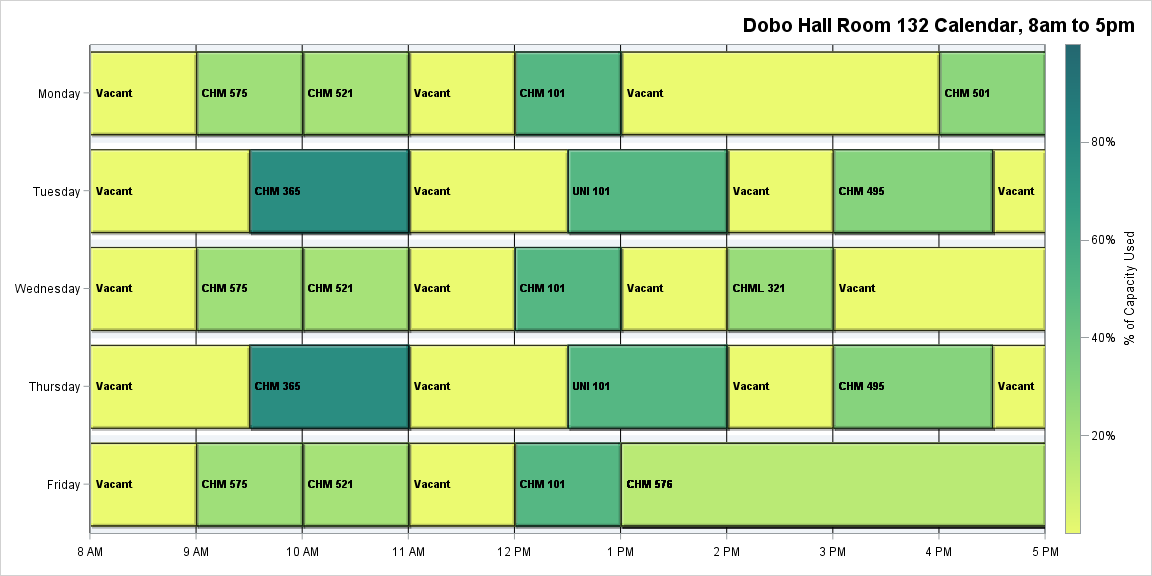 Dobo Hall Room 132 Calendar, 8am to 5pm
Monday
Vacant
CHM 575
CHM 521
Vacant
CHM 101
Vacant
CHM 501
Tuesday
Vacant
CHM 365
Vacant
UNI 101
Vacant
CHM 495
Vacant
Wednesday
Vacant
CHM 575
CHM 521
Vacant
CHM 101
Vacant
CHML 321
Vacant
Thursday
Vacant
CHM 365
Vacant
UNI 101
Vacant
CHM 495
Vacant
Friday
Vacant
CHM 575
CHM 521
Vacant
CHM 101
CHM 576
8 AM
9 AM
10 AM
11 AM
12 PM
1 PM
2 PM
3 PM
4 PM
5 PM
80%
60%
40%
20%
% of Capacity Used